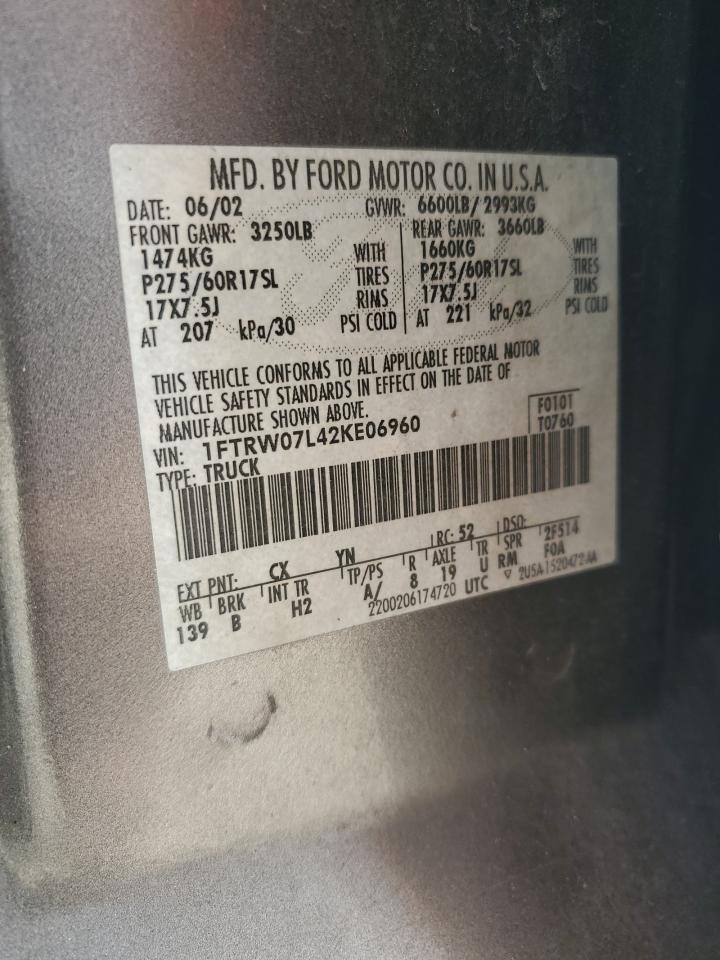 MFD. BY FORD MOTOR CO. IN U.S.A.
DATE: 06/02 GVWR: 6600LB/ 2993KG
FRONT GAWR: 3250LB REAR GAWR: 3660LB
1474KG WITH 1660KG WITH
P275/60R17SL TIRES P275/60R17SL TIRES
17X7.5J RIMS 17X7.5J RIMS
AT 207 kPa/30 PSI COLD AT 221 kPa/32 PSI COLD
THIS VEHICLE CONFORMS TO ALL APPLICABLE FEDERAL MOTOR
VEHICLE SAFETY STANDARDS IN EFFECT ON THE DATE OF
MANUFACTURE SHOWN ABOVE.
VIN: 1FTRW07L42KE06960 F0101
TYPE: TRUCK T0760
EXT PNT: CX YN RC: 52 DSO:
WB BRK INT TR TP/PS R AXLE TR SPR 2F514
139 B H2 A/ 8 19 U RM FOA
2200206174720 UTC ▽ 2U5A-1520472-AA